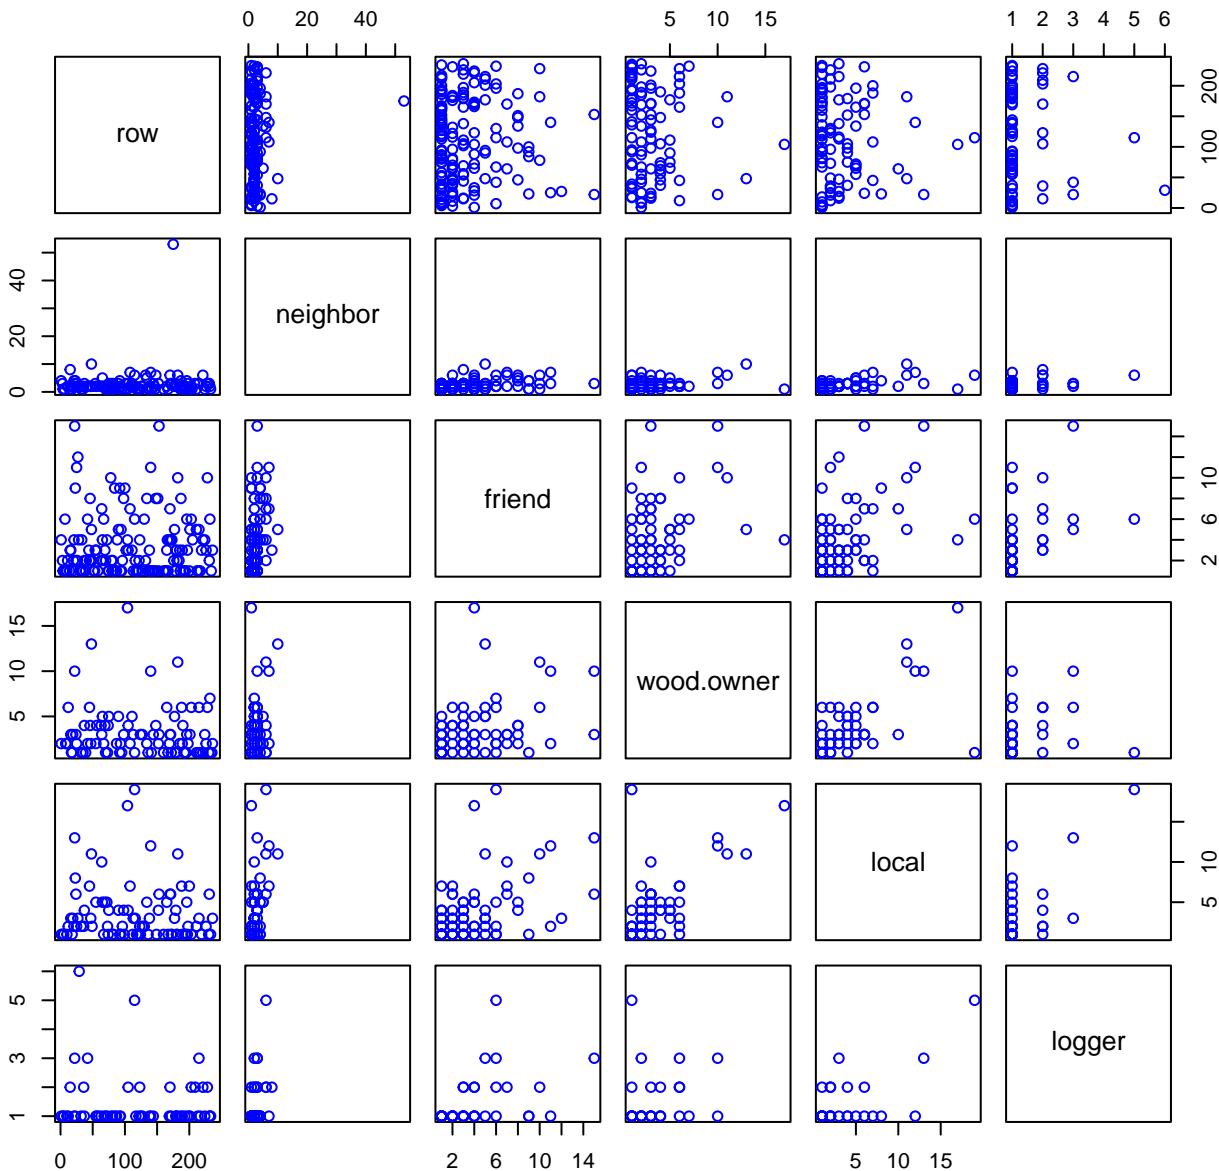 0 20 40 5 10 15 1 2 3 4 5 6
row 0 100 200
0 20 40 neighbor
friend 2 6 10
5 10 15 wood.owner
local 5 10
1 3 5 logger
0 100 200 2 6 10 14 5 10 15